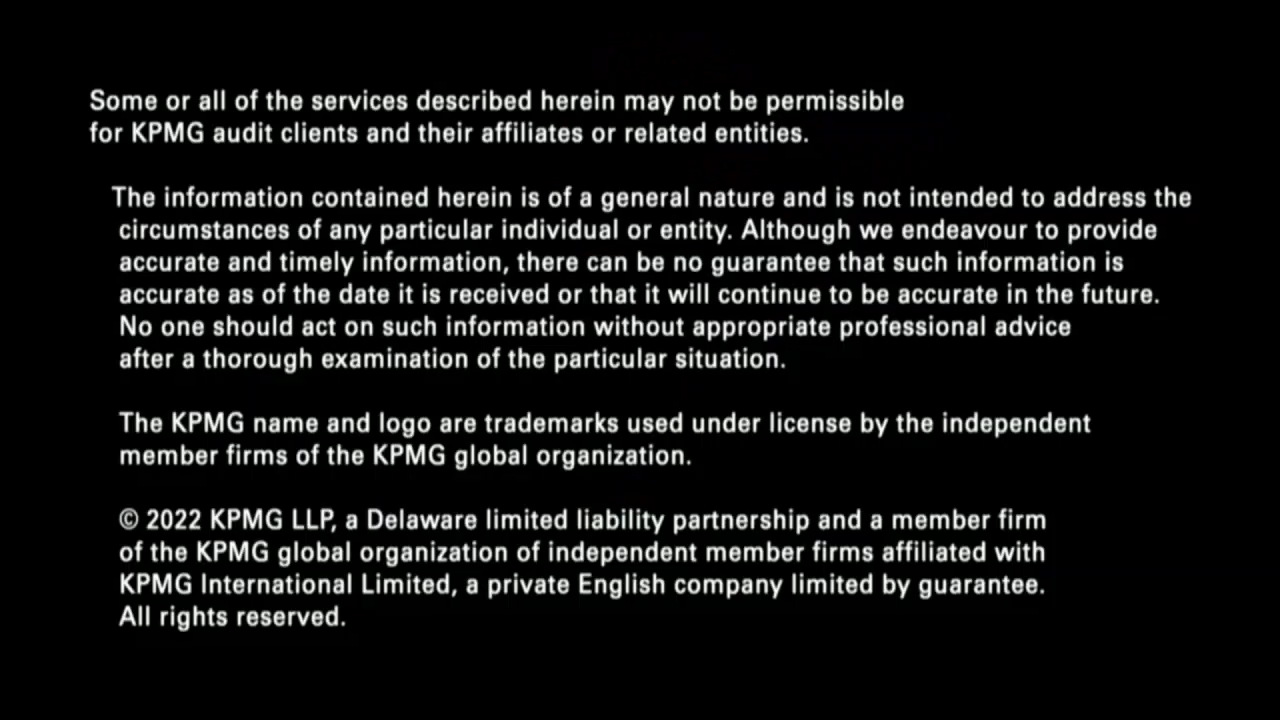 Some or all of the services described herein may not be permissible
for KPMG audit clients and their affiliates or related entities.
The information contained herein is of a general nature and is not intended to address the
circumstances of any particular individual or entity. Although we endeavour to provide
accurate and timely information, there can be no guarantee that such information is
accurate as of the date it is received or that it will continue to be accurate in the future.
No one should act on such information without appropriate professional advice
after a thorough examination of the particular situation.
The KPMG name and logo are trademarks used under license by the independent
member firms of the KPMG global organization.
© 2022 KPMG LLP, a Delaware limited liability partnership and a member firm
of the KPMG global organization of independent member firms affiliated with
KPMG International Limited, a private English company limited by guarantee.
All rights reserved.